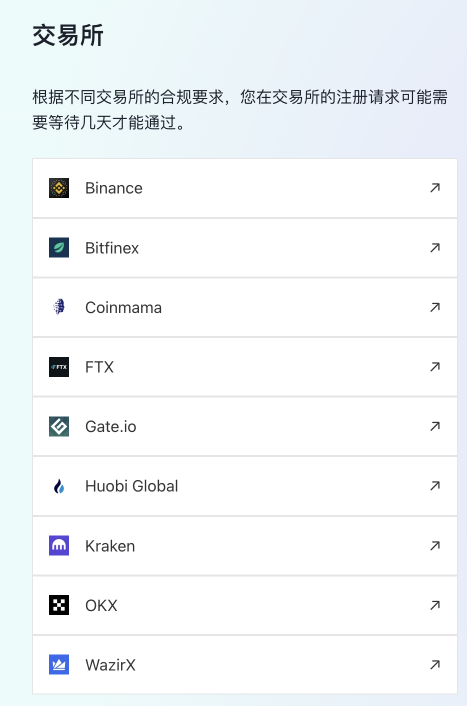 交易所
根据不同交易所的合规要求，您在交易所的注册请求可能需
要等待几天才能通过。
Binance
Bitfinex
Coinmama
FTX
FTX
Gate.io
Huobi Global
Kraken
OKX
WazirX